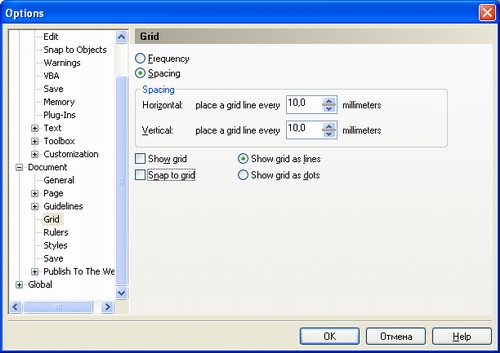 Options
Edit
Snap to Objects
Warnings
VBA
Save
Memory
Plug-Ins
Text
Toolbox
Customization
Document
General
Page
Guidelines
Grid
Rulers
Styles
Save
Publish To The We
Global
Grid
Frequency
Spacing
Spacing
Horizontal: place a grid line every 10,0 millimeters
Vertical: place a grid line every 10,0 millimeters
Show grid
Show grid as lines
Snap to grid
Show grid as dots
OK
Отмена
Help